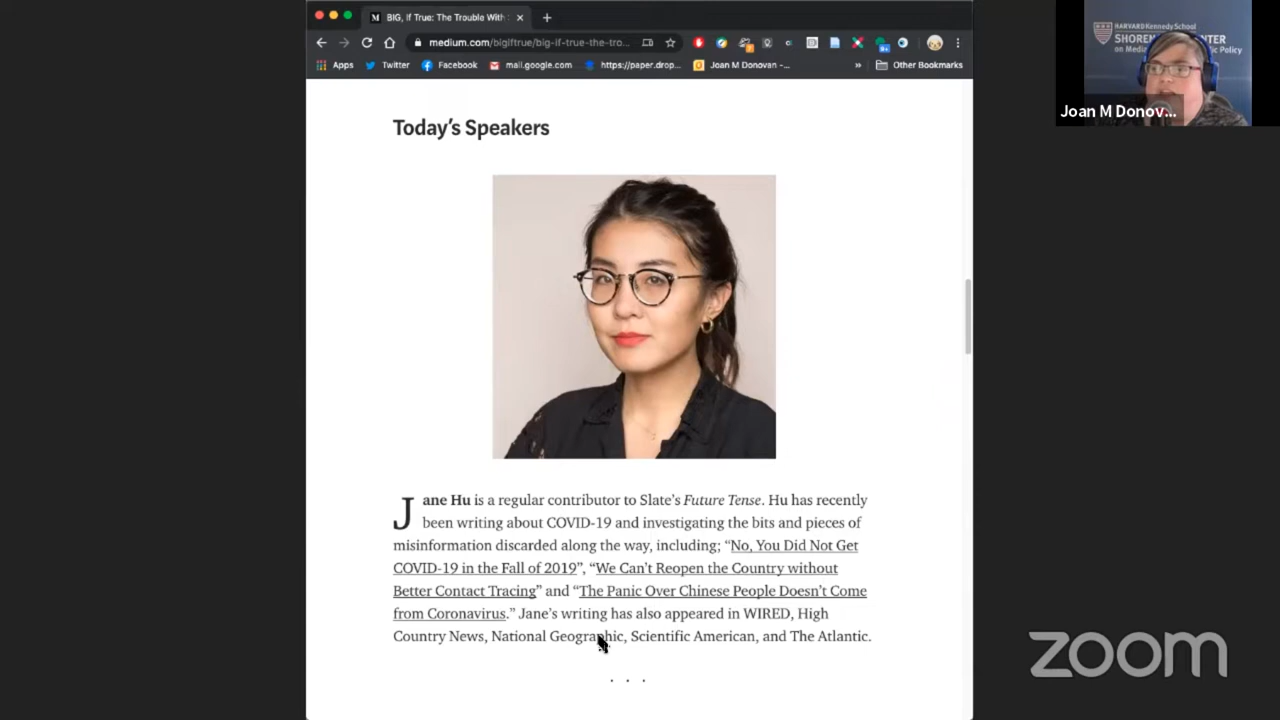 BIG, If True: The Trouble With
medium.com/bigiftrue/big-if-true-the-tro...
Apps Twitter Facebook mail.google.com https://paper.drop... Joan M Donovan -... » Other Bookmarks
HARVARD Kennedy School
Joan M Donov...
Today's Speakers
Jane Hu is a regular contributor to Slate's Future Tense. Hu has recently
been writing about COVID-19 and investigating the bits and pieces of
misinformation discarded along the way, including; “No, You Did Not Get
COVID-19 in the Fall of 2019”, “We Can't Reopen the Country without
Better Contact Tracing” and “The Panic Over Chinese People Doesn't Come
from Coronavirus.” Jane's writing has also appeared in WIRED, High
Country News, National Geographic, Scientific American, and The Atlantic.
. . .
zoom